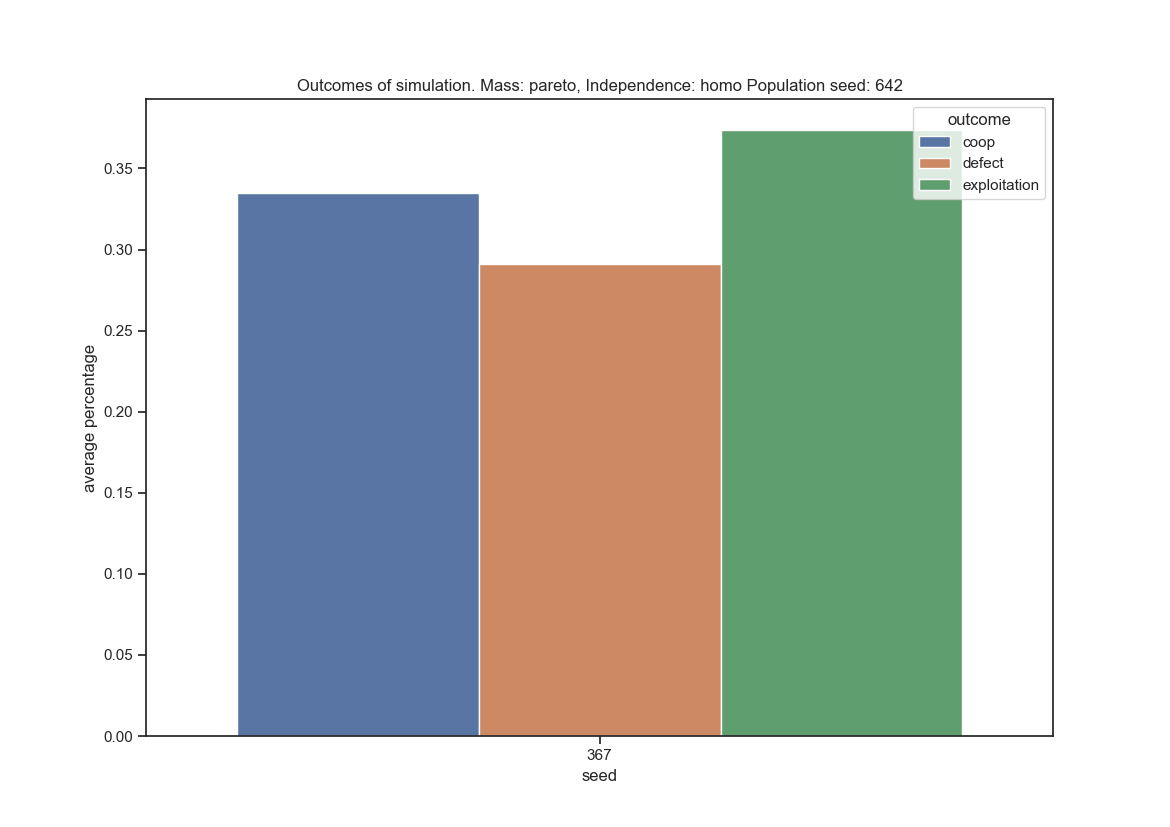 Outcomes of simulation. Mass: pareto, Independence: homo Population seed: 642
outcome
coop
defect
exploitation
average percentage
0.35
0.30
0.25
0.20
0.15
0.10
0.05
0.00
367
seed